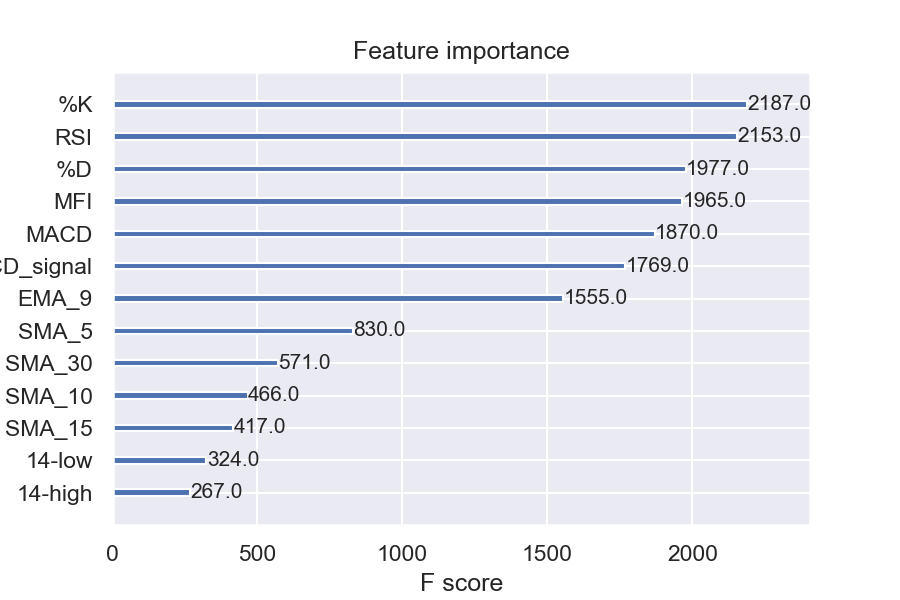 Feature importance
%K 2187.0
RSI 2153.0
%D 1977.0
MFI 1965.0
MACD 1870.0
CD_signal 1769.0
EMA_9 1555.0
SMA_5 830.0
SMA_30 571.0
SMA_10 466.0
SMA_15 417.0
14-low 324.0
14-high 267.0
0 500 1000 1500 2000
F score